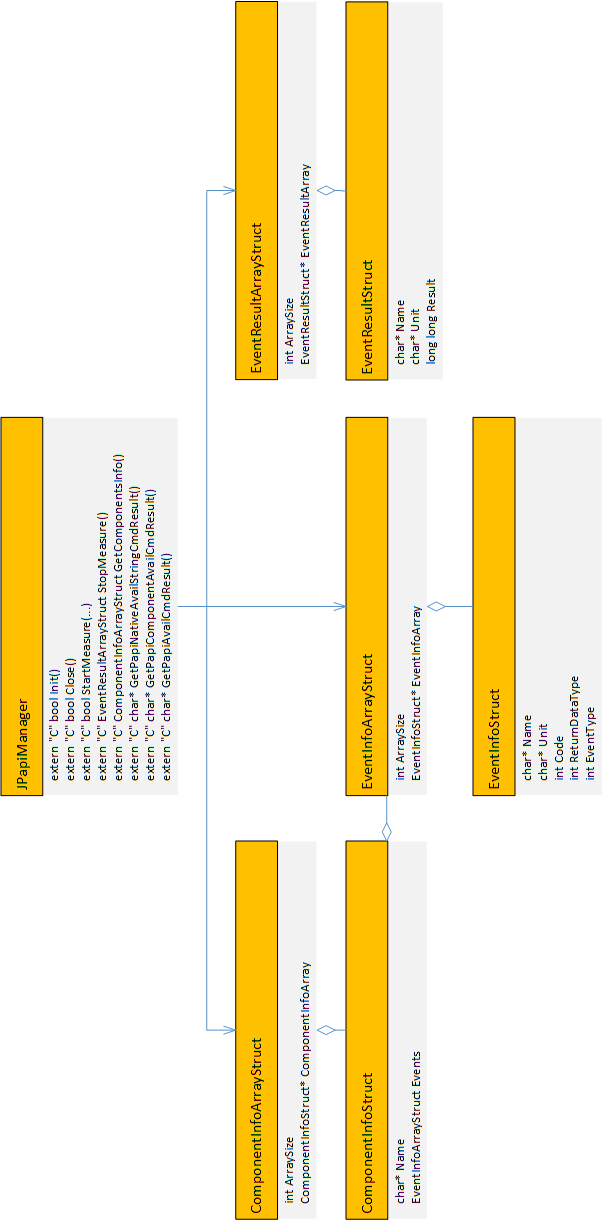 JPapiManager
extern "C" bool Init()
extern "C" bool Close()
extern "C" bool StartMeasure(...)
extern "C" EventResultArrayStruct StopMeasure()
extern "C" ComponentInfoArrayStruct GetComponentsInfo()
extern "C" char* GetPapiNativeAvailStringCmdResult()
extern "C" char* GetPapiComponentAvailCmdResult()
extern "C" char* GetPapiAvailCmdResult()
ComponentInfoArrayStruct
int ArraySize
ComponentInfoStruct* ComponentInfoArray
EventResultArrayStruct
int ArraySize
EventResultStruct* EventResultArray
ComponentInfoStruct
char* Name
EventInfoArrayStruct Events
EventInfoArrayStruct
int ArraySize
EventInfoStruct* EventInfoArray
EventResultStruct
char* Name
char* Unit
long long Result
EventInfoStruct
char* Name
char* Unit
int Code
int ReturnDataType
int EventType